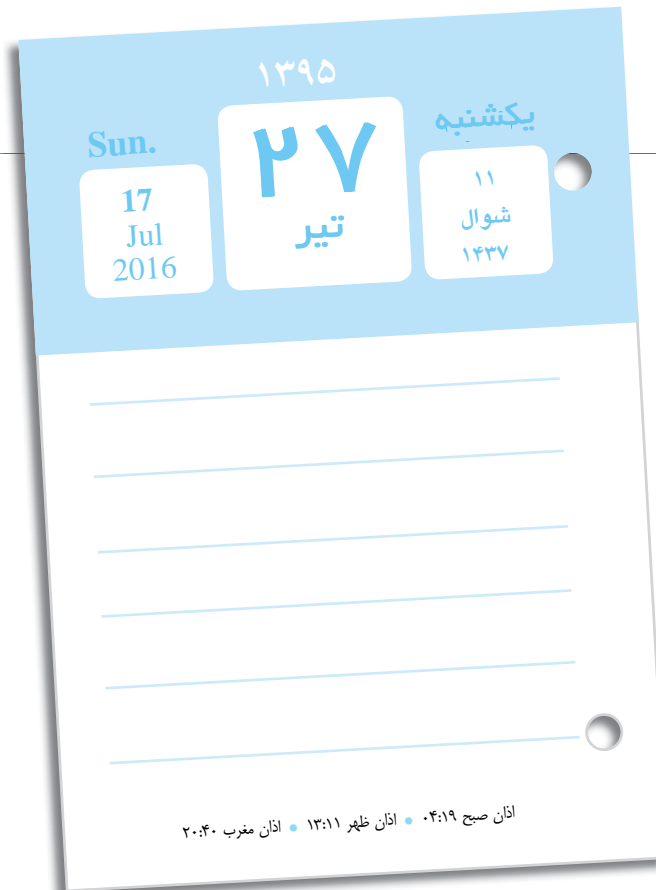 ۱۳۹۵
یکشنبه
۱۱
شوال
۱۴۳۷
۲۷
تیر
Sun.
17
Jul
2016
اذان صبح ۰۴:۱۹ • اذان ظهر ۱۳:۱۱ • اذان مغرب ۲۰:۴۰